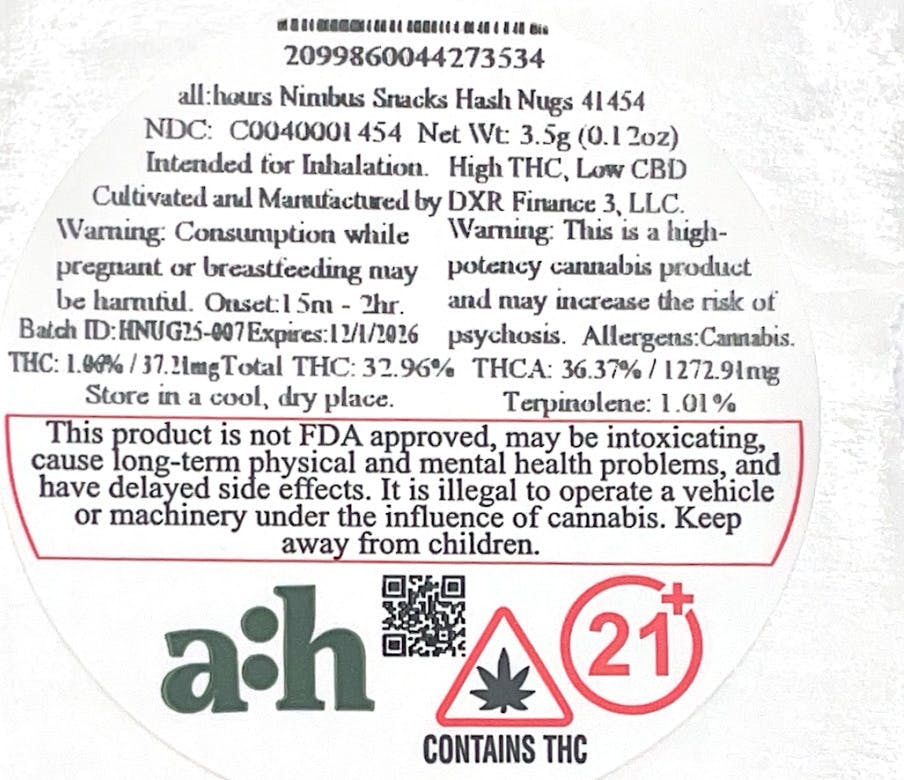 2099860044273534
all:hours Nimbus Snacks Hash Nugs 41454
NDC: C0040001454 Net Wt: 3.5g (0.12oz)
Intended for Inhalation. High THC, Low CBD
Cultivated and Manufactured by DXR Finance 3, LLC.
Warning: Consumption while
pregnant or breastfeeding may
be harmful. Onset:15m - 2hr.
Warning: This is a high-
potency cannabis product
and may increase the risk of
psychosis. Allergens:Cannabis.
Batch ID:HNUG25-007Expires:12/1/2026
THC: 1.06% / 37.21mgTotal THC: 32.96% THCA: 36.37% / 1272.91mg
Store in a cool, dry place.
Terpinolene: 1.01%
This product is not FDA approved, may be intoxicating,
cause long-term physical and mental health problems, and
have delayed side effects. It is illegal to operate a vehicle
or machinery under the influence of cannabis. Keep
away from children.
a:h
21+
CONTAINS THC